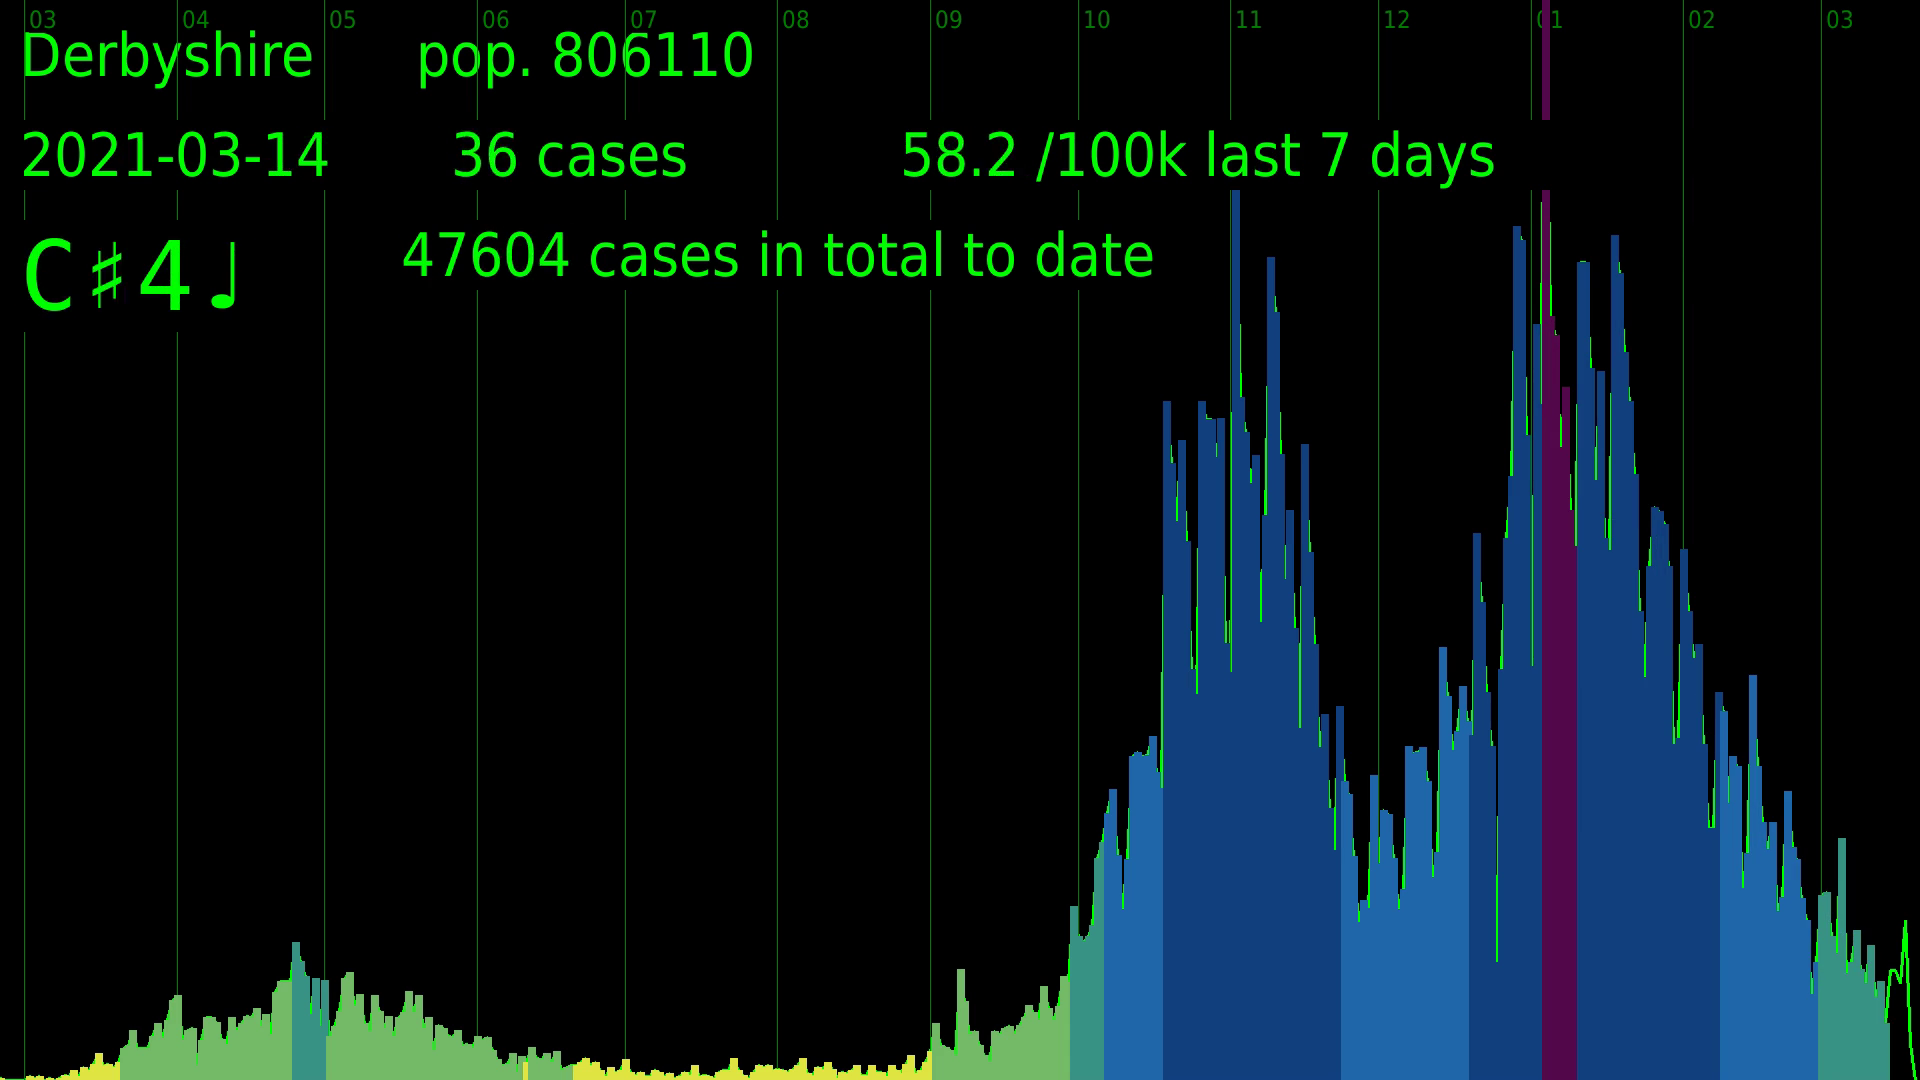 03 04 05 06 07 08 09 10 11 12 01 02 03
Derbyshire pop. 806110
2021-03-14 36 cases 58.2 /100k last 7 days
C♯4♩ 47604 cases in total to date